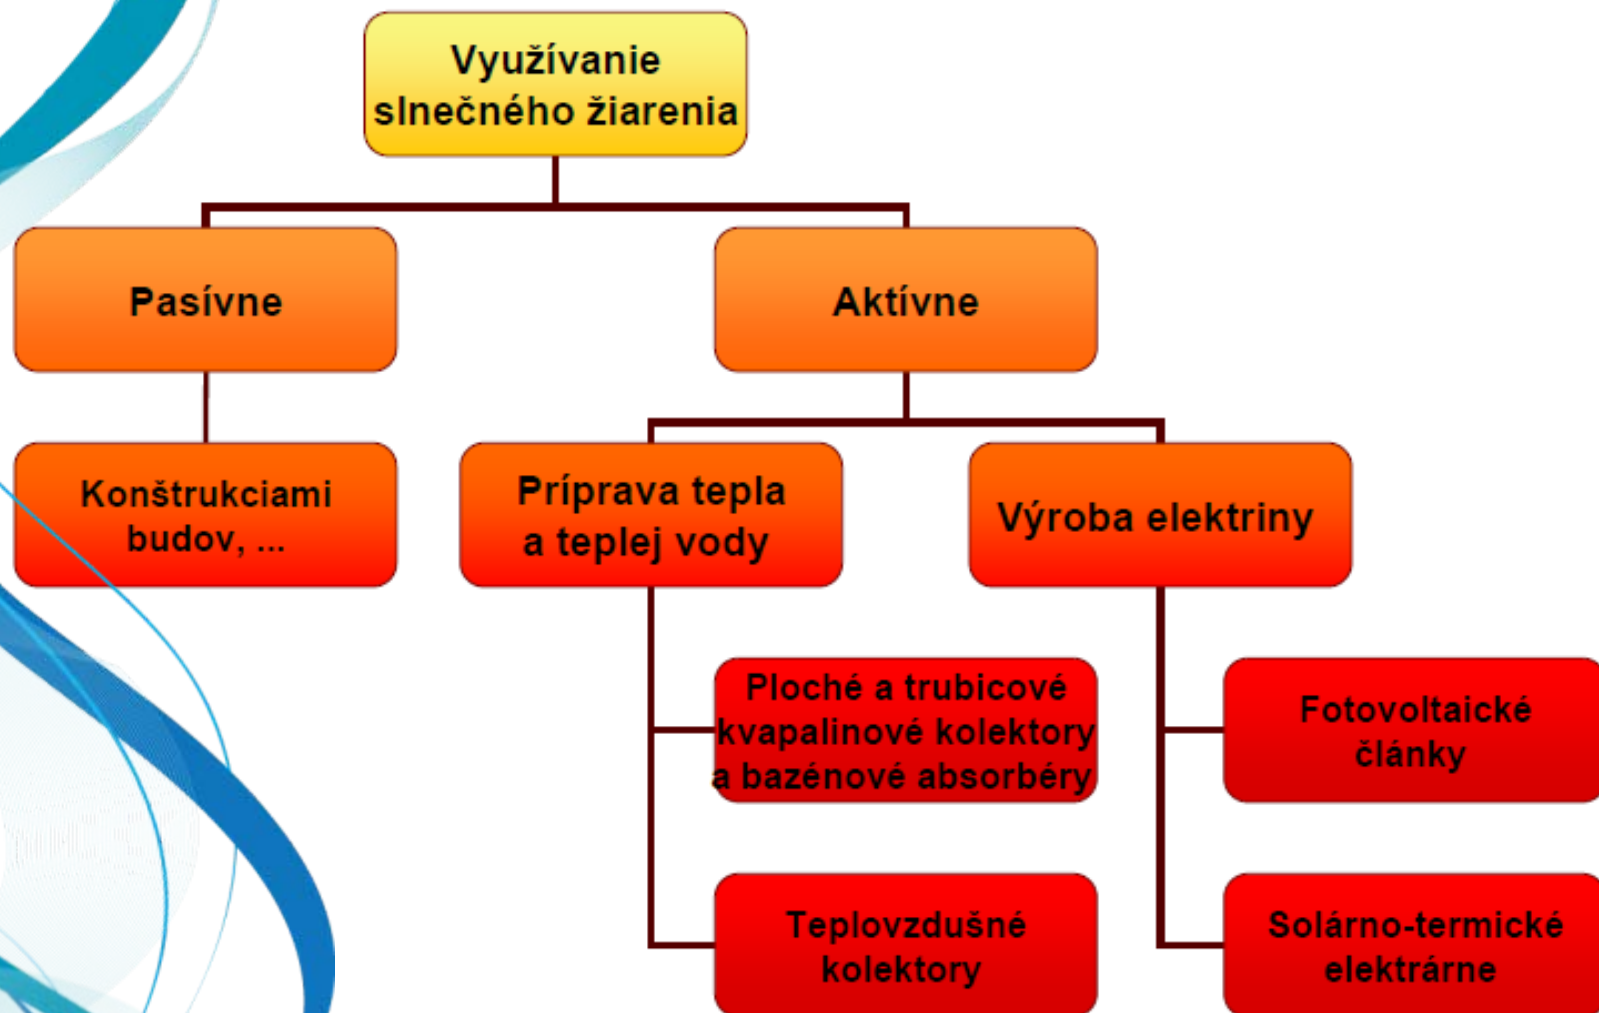 Využívanie
slnečného žiarenia
Pasívne
Aktívne
Konštrukciami
budov, ...
Príprava tepla
a teplej vody
Výroba elektriny
Ploché a trubicové
kvapalinové kolektory
a bazénové absorbéry
Fotovoltaické
články
Teplovzdušné
kolektory
Solárno-termické
elektrárne